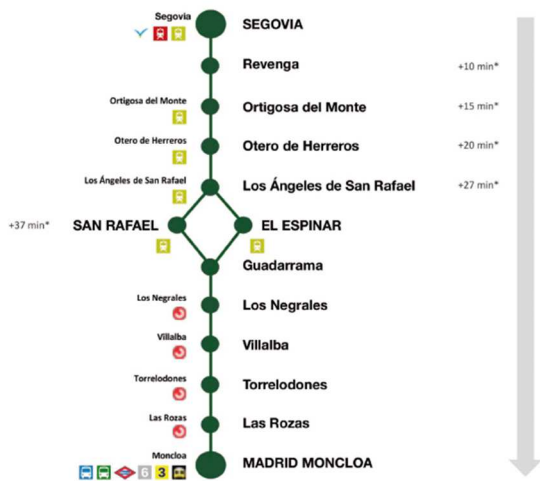 Segovia
SEGOVIA
Revenga
+10 min*
Ortigosa del Monte
Ortigosa del Monte
+15 min*
Otero de Herreros
Otero de Herreros
+20 min*
Los Ángeles de San Rafael
Los Ángeles de San Rafael
+27 min*
+37 min*
SAN RAFAEL
EL ESPINAR
Guadarrama
Los Negrales
Los Negrales
Villalba
Villalba
Torrelodones
Torrelodones
Las Rozas
Las Rozas
Moncloa
MADRID MONCLOA
6 3